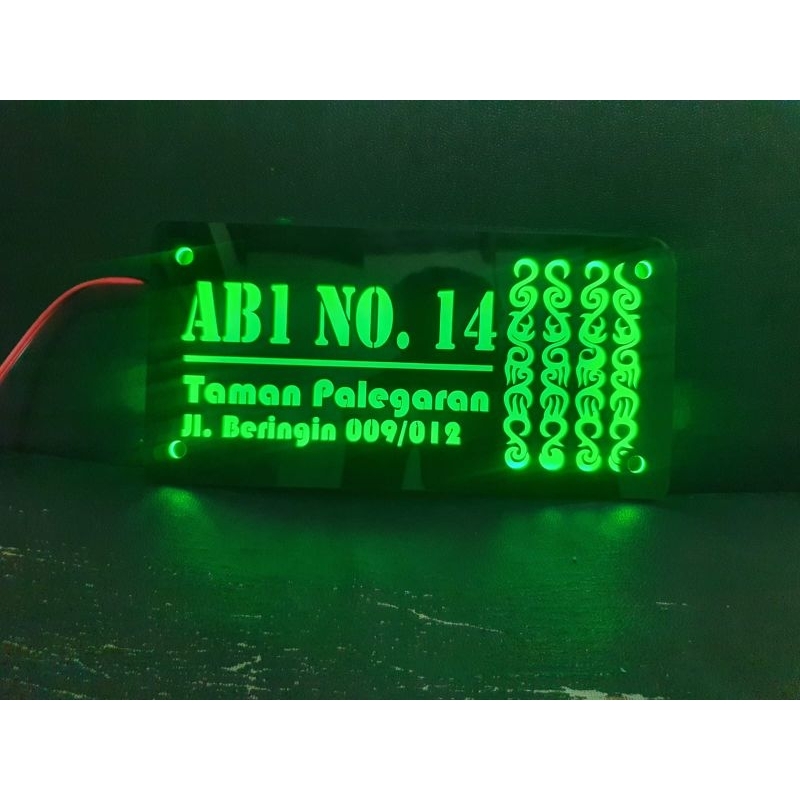 AB1 NO. 14
Taman Palegaran
Jl. Beringin 009/012